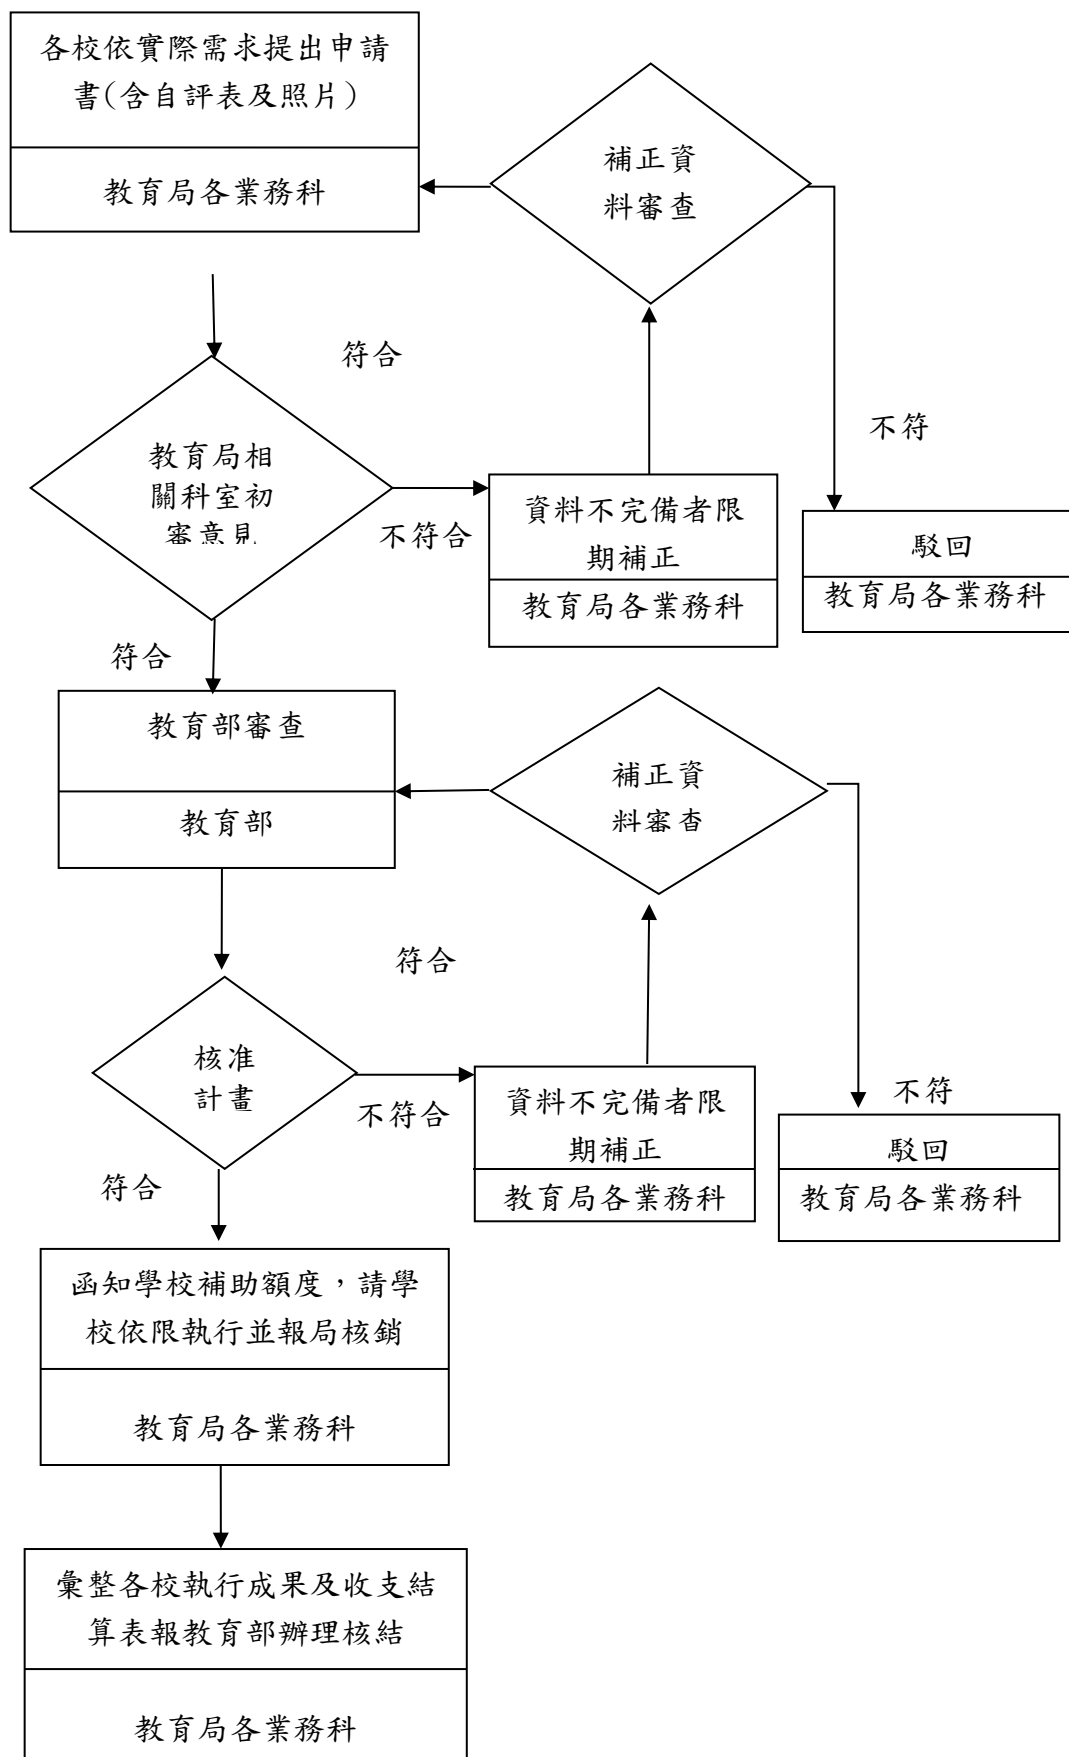 各校依實際需求提出申請
書(含自評表及照片)
教育局各業務科
補正資
料審查
符合
不符
教育局相
關科室初
審意見
不符合
資料不完備者限
期補正
教育局各業務科
駁回
教育局各業務科
符合
教育部審查
教育部
補正資
料審查
符合
核准
計畫
不符合
資料不完備者限
期補正
教育局各業務科
不符
駁回
教育局各業務科
符合
函知學校補助額度，請學
校依限執行並報局核銷
教育局各業務科
彙整各校執行成果及收支結
算表報教育部辦理核結
教育局各業務科